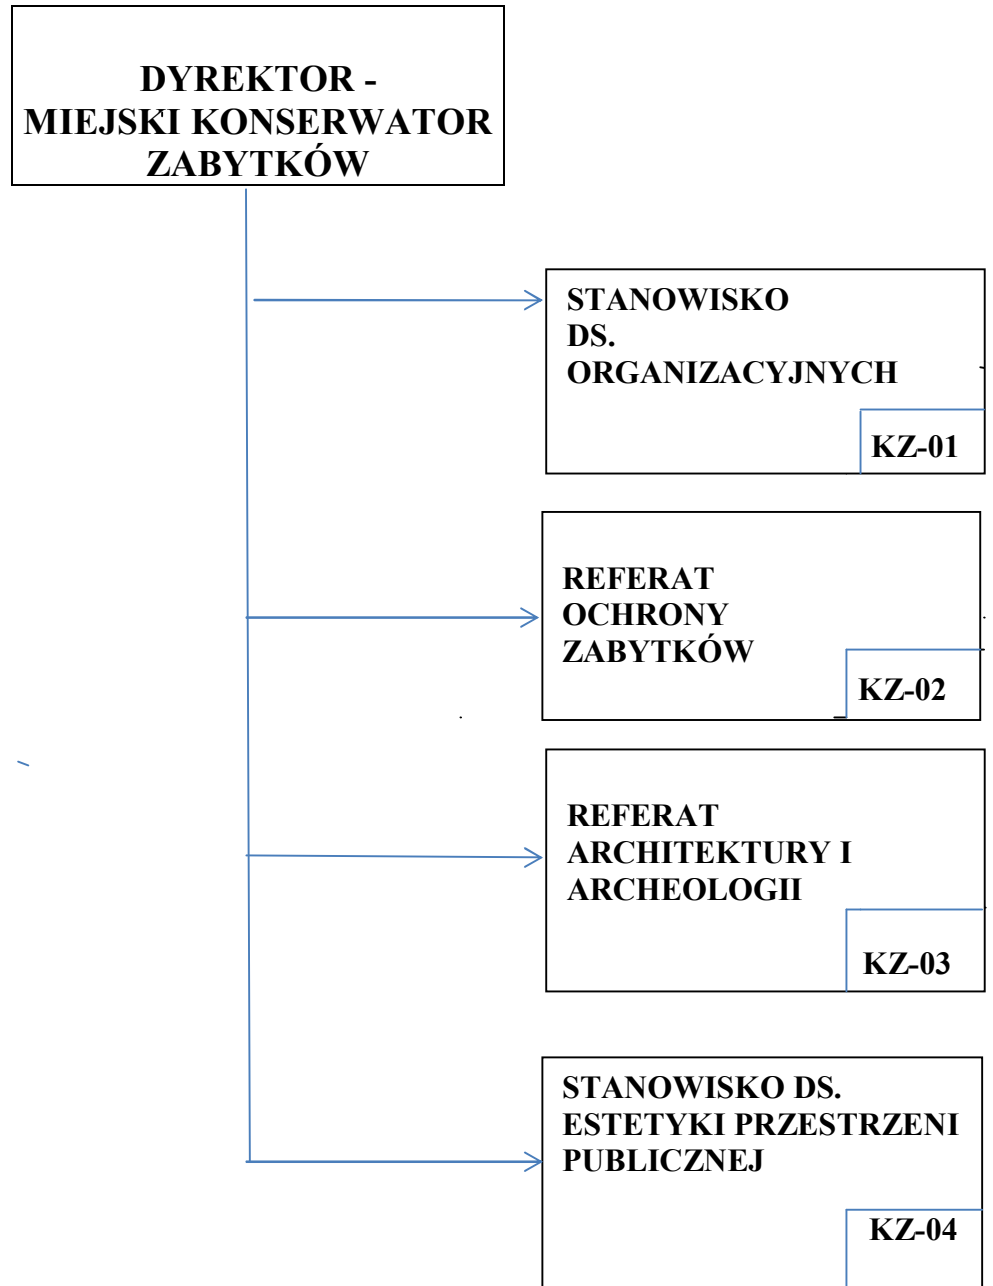 DYREKTOR -
MIEJSKI KONSERWATOR
ZABYTKÓW
STANOWISKO
DS.
ORGANIZACYJNYCH
KZ-01
REFERAT
OCHRONY
ZABYTKÓW
KZ-02
REFERAT
ARCHITEKTURY I
ARCHEOLOGII
KZ-03
STANOWISKO DS.
ESTETYKI PRZESTRZENI
PUBLICZNEJ
KZ-04